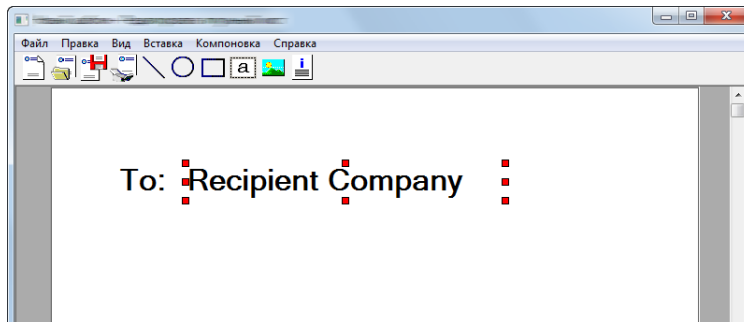 Файл Правка Вид Вставка Компоновка Справка
a
To: Recipient Company